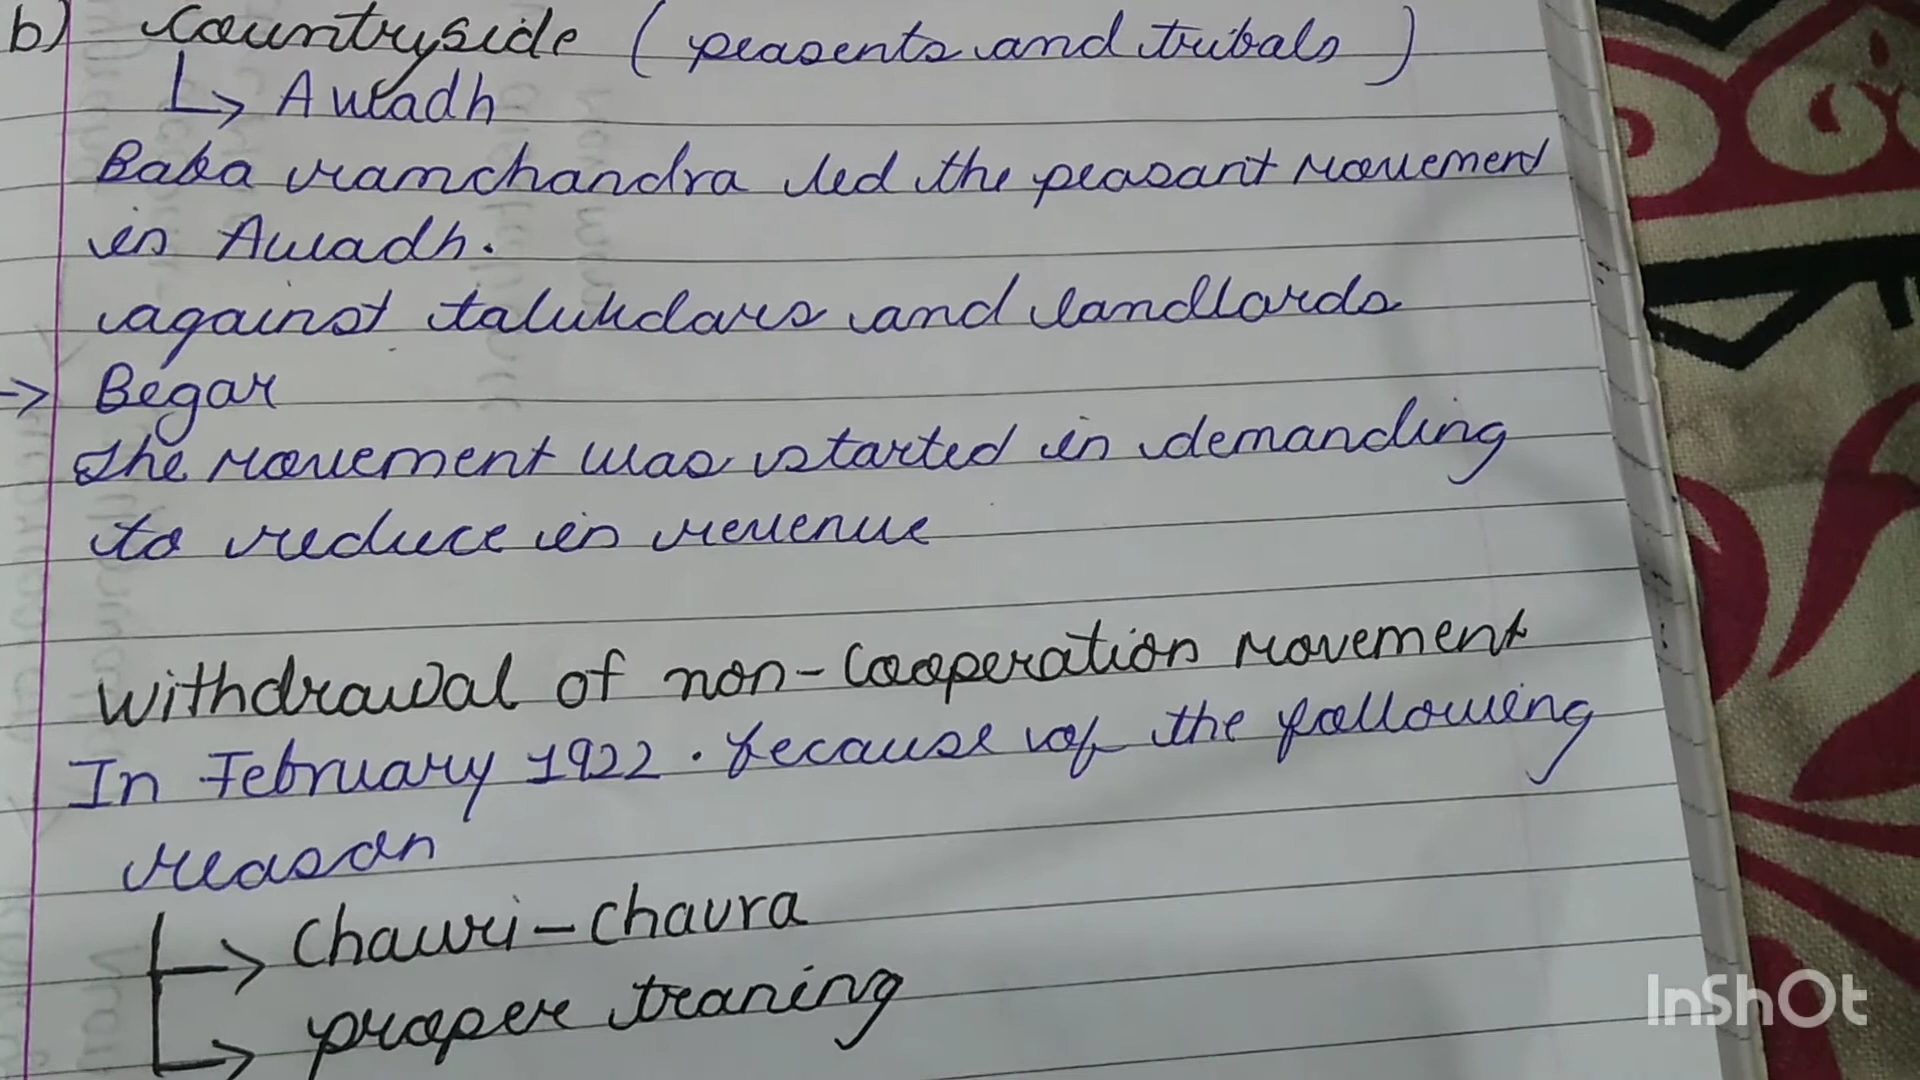 b) Countryside (peasents and tribals)
↳ Awadh
Baba ramchandra led the peasant movement
in Awadh.
against talukdars and landlords
→ Begar
The movement was started in demanding
to reduce in revenue
Withdrawal of non-Cooperation movement
In February 1922. because of the following
reason
→ Chauri-Chaura
→ proper traning
InShOt